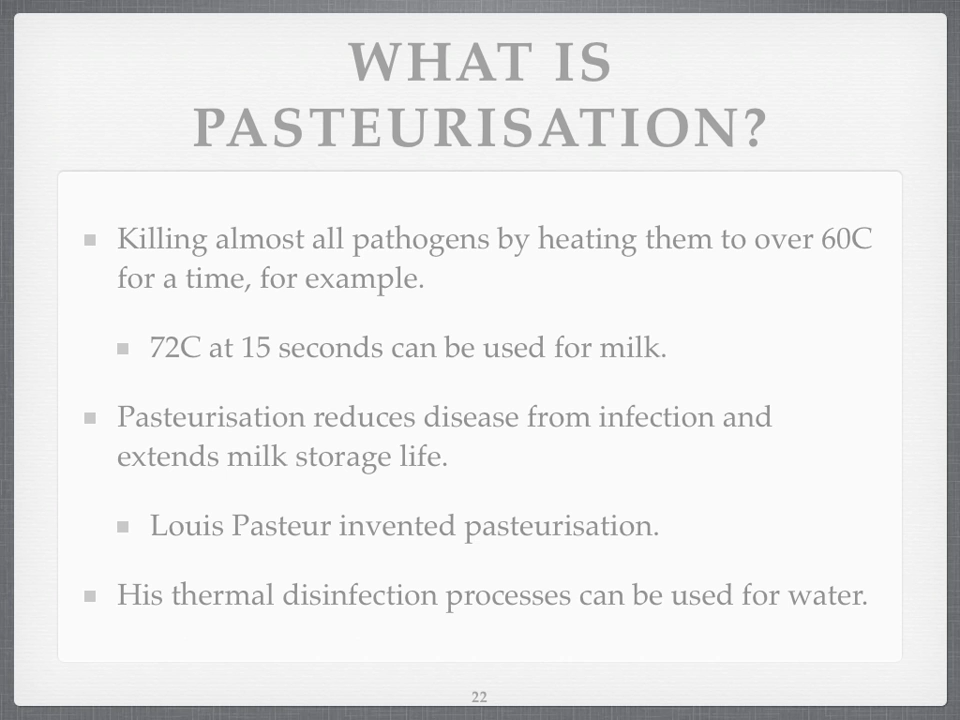 WHAT IS
PASTEURISATION?
Killing almost all pathogens by heating them to over 60C
for a time, for example.
72C at 15 seconds can be used for milk.
Pasteurisation reduces disease from infection and
extends milk storage life.
Louis Pasteur invented pasteurisation.
His thermal disinfection processes can be used for water.
22